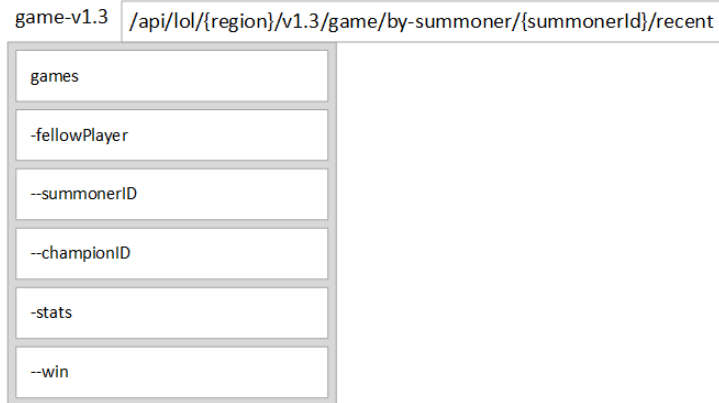 game-v1.3 /api/lol/{region}/v1.3/game/by-summoner/{summonerId}/recent
games
-fellowPlayer
--summonerID
--championID
-stats
--win